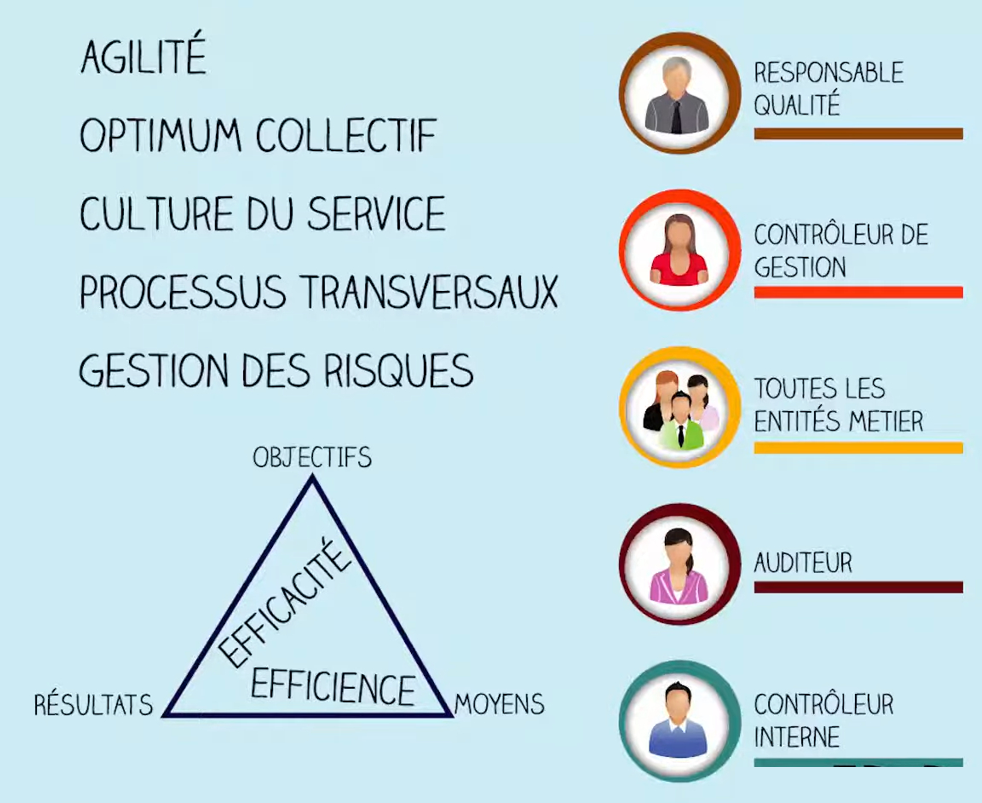 AGILITÉ
OPTIMUM COLLECTIF
CULTURE DU SERVICE
PROCESSUS TRANSVERSAUX
GESTION DES RISQUES
OBJECTIFS
EFFICACITÉ
EFFICIENCE
RÉSULTATS
MOYENS
RESPONSABLE
QUALITÉ
CONTRÔLEUR DE
GESTION
TOUTES LES
ENTITÉS METIER
AUDITEUR
CONTRÔLEUR
INTERNE